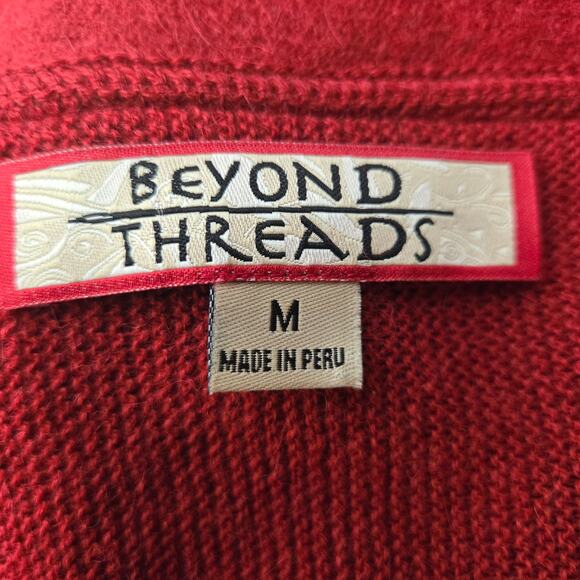 BEYOND
THREADS
M
MADE IN PERU